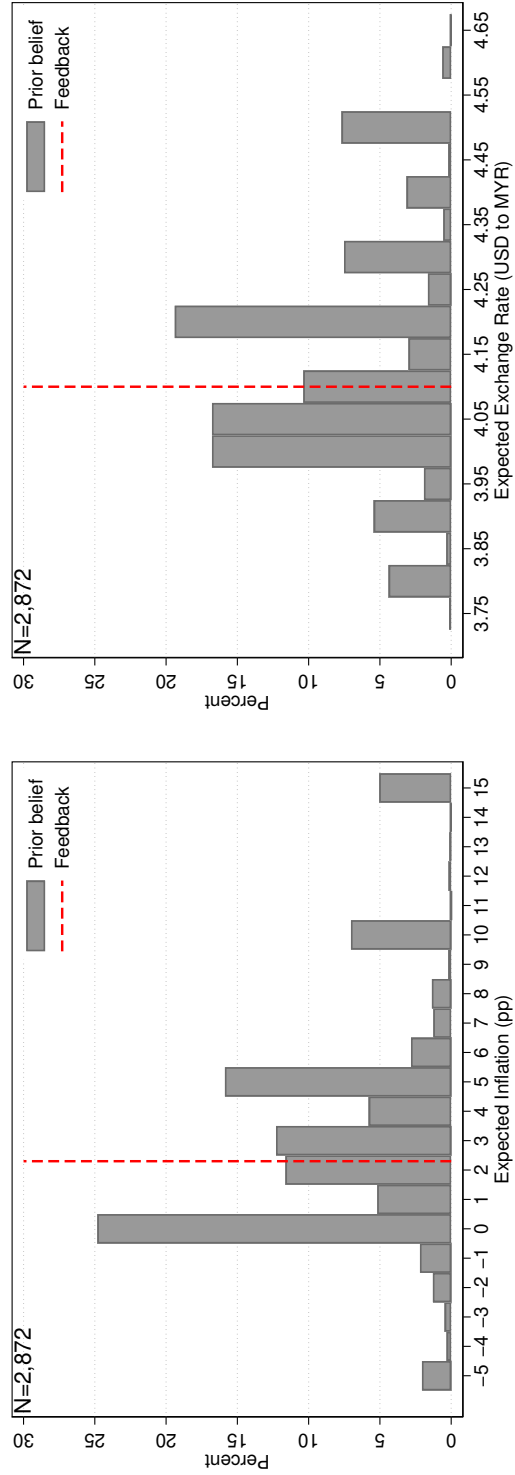 N=2,872
Prior belief
Feedback
Percent
30
25
20
15
10
5
0
−5 −4 −3 −2 −1 0 1 2 3 4 5 6 7 8 9 10 11 12 13 14 15
Expected Inflation (pp)
N=2,872
Prior belief
Feedback
Percent
30
25
20
15
10
5
0
3.75 3.85 3.95 4.05 4.15 4.25 4.35 4.45 4.55 4.65
Expected Exchange Rate (USD to MYR)